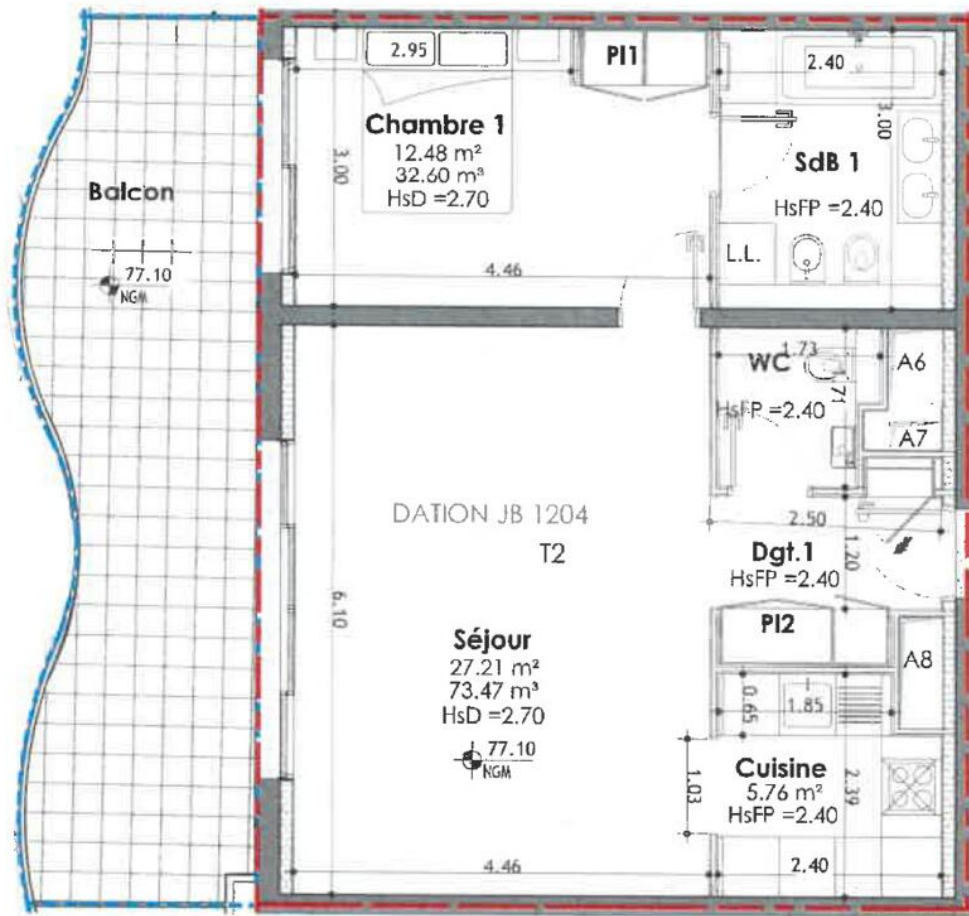 2.95
Pl1
2.40
Chambre 1
12.48 m²
32.60 m³
HsD =2.70
3.00
3.00
SdB 1
HsFP =2.40
Balcon
77.10
NGM
4.46
L.L.
WC
1.73
A6
HsFP =2.40
71
A7
DATION JB 1204
T2
2.50
Dgt.1
HsFP =2.40
1.20
6.10
Pl2
Séjour
27.21 m²
73.47 m³
HsD =2.70
A8
0.65
1.85
77.10
NGM
1.03
Cuisine
5.76 m²
HsFP =2.40
2.39
4.46
2.40